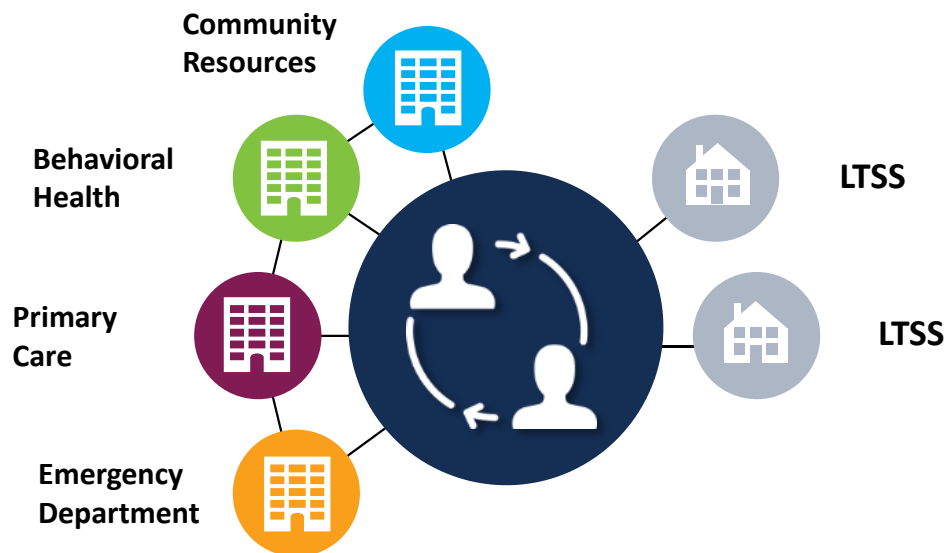 Community
Resources
Behavioral
Health
LTSS
Primary
Care
LTSS
Emergency
Department